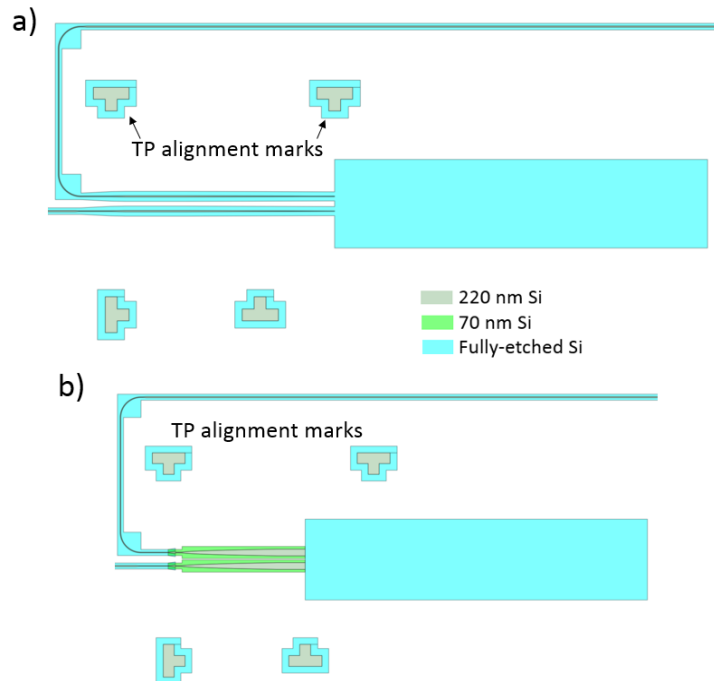 a)
TP alignment marks
220 nm Si
70 nm Si
Fully-etched Si
b)
TP alignment marks